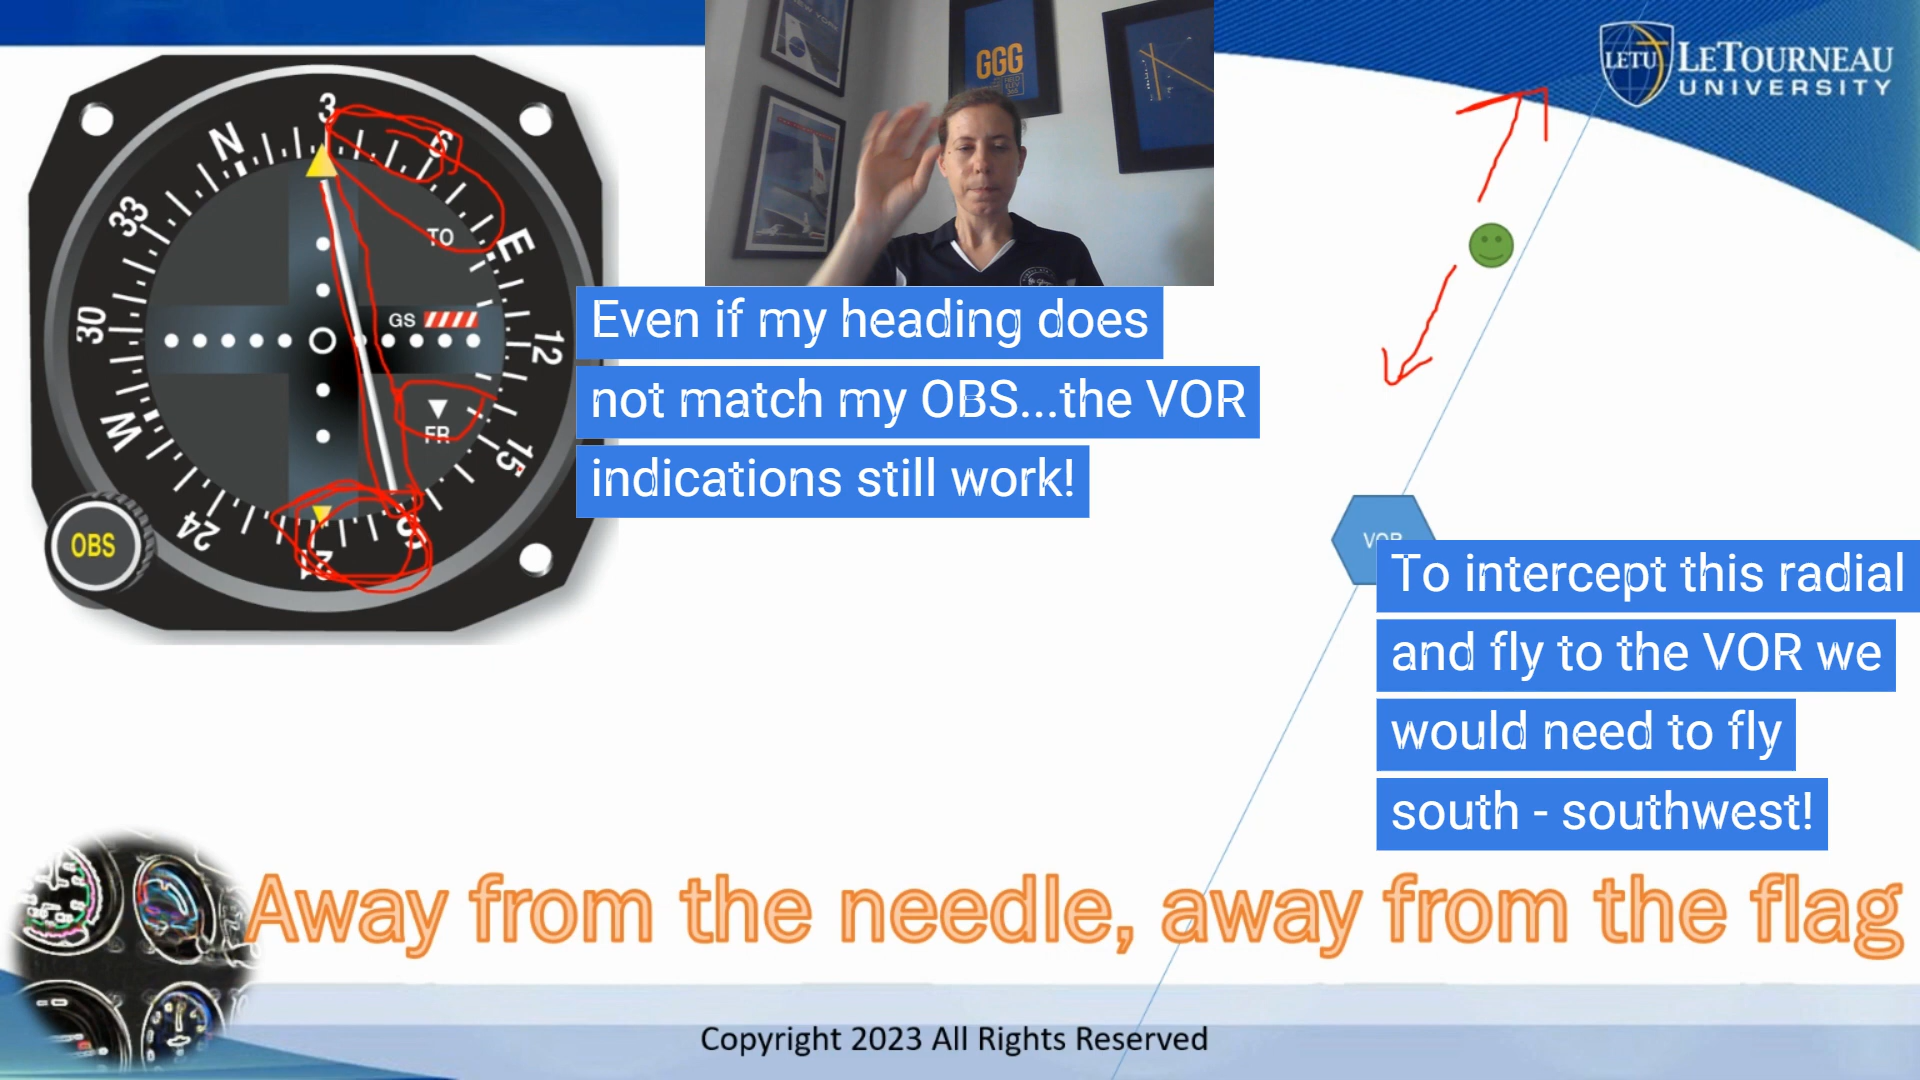 LETU
LETOURNEAU
UNIVERSITY
GGG
3
6
N
E
TO
33
30
GS
12
W
FR
15
24
21
OBS
Even if my heading does
not match my OBS...the VOR
indications still work!
VOR
To intercept this radial
and fly to the VOR we
would need to fly
south - southwest!
Away from the needle, away from the flag
Copyright 2023 All Rights Reserved